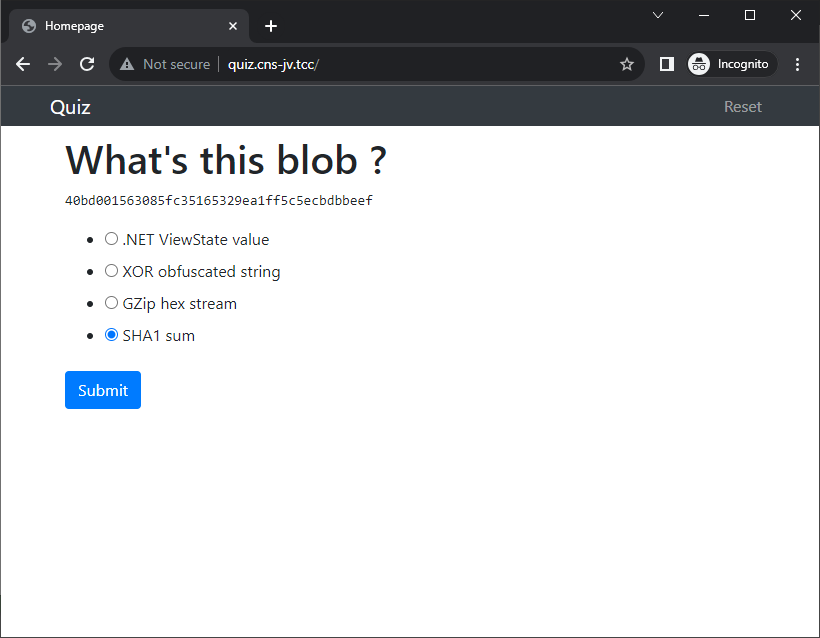 Homepage
Not secure quiz.cns-jv.tcc/ Incognito
Quiz Reset
What's this blob ?
40bd001563085fc35165329ea1ff5c5ecbdbbeef
.NET ViewState value
XOR obfuscated string
GZip hex stream
SHA1 sum
Submit